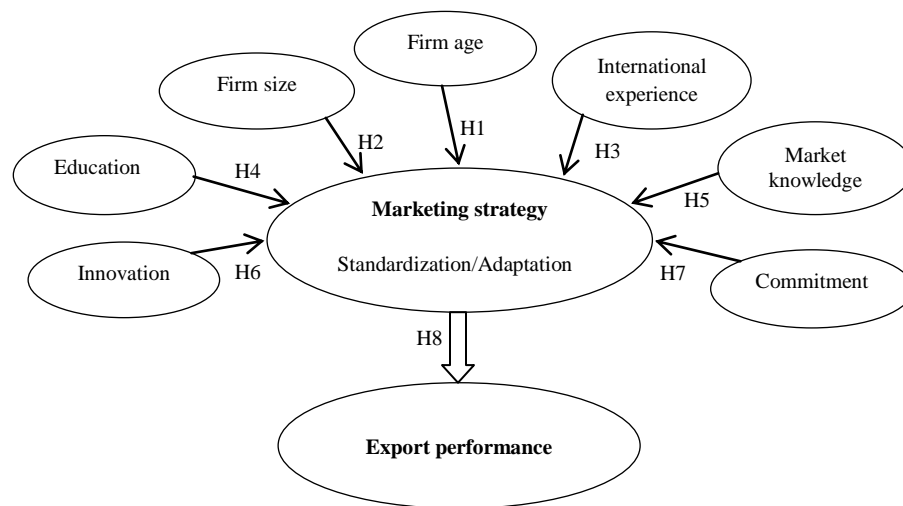 Firm age
Firm size
International
experience
H1
H2
H3
Education
H4
Market
knowledge
H5
Marketing strategy
Standardization/Adaptation
Innovation
H6
H7
Commitment
H8
Export performance